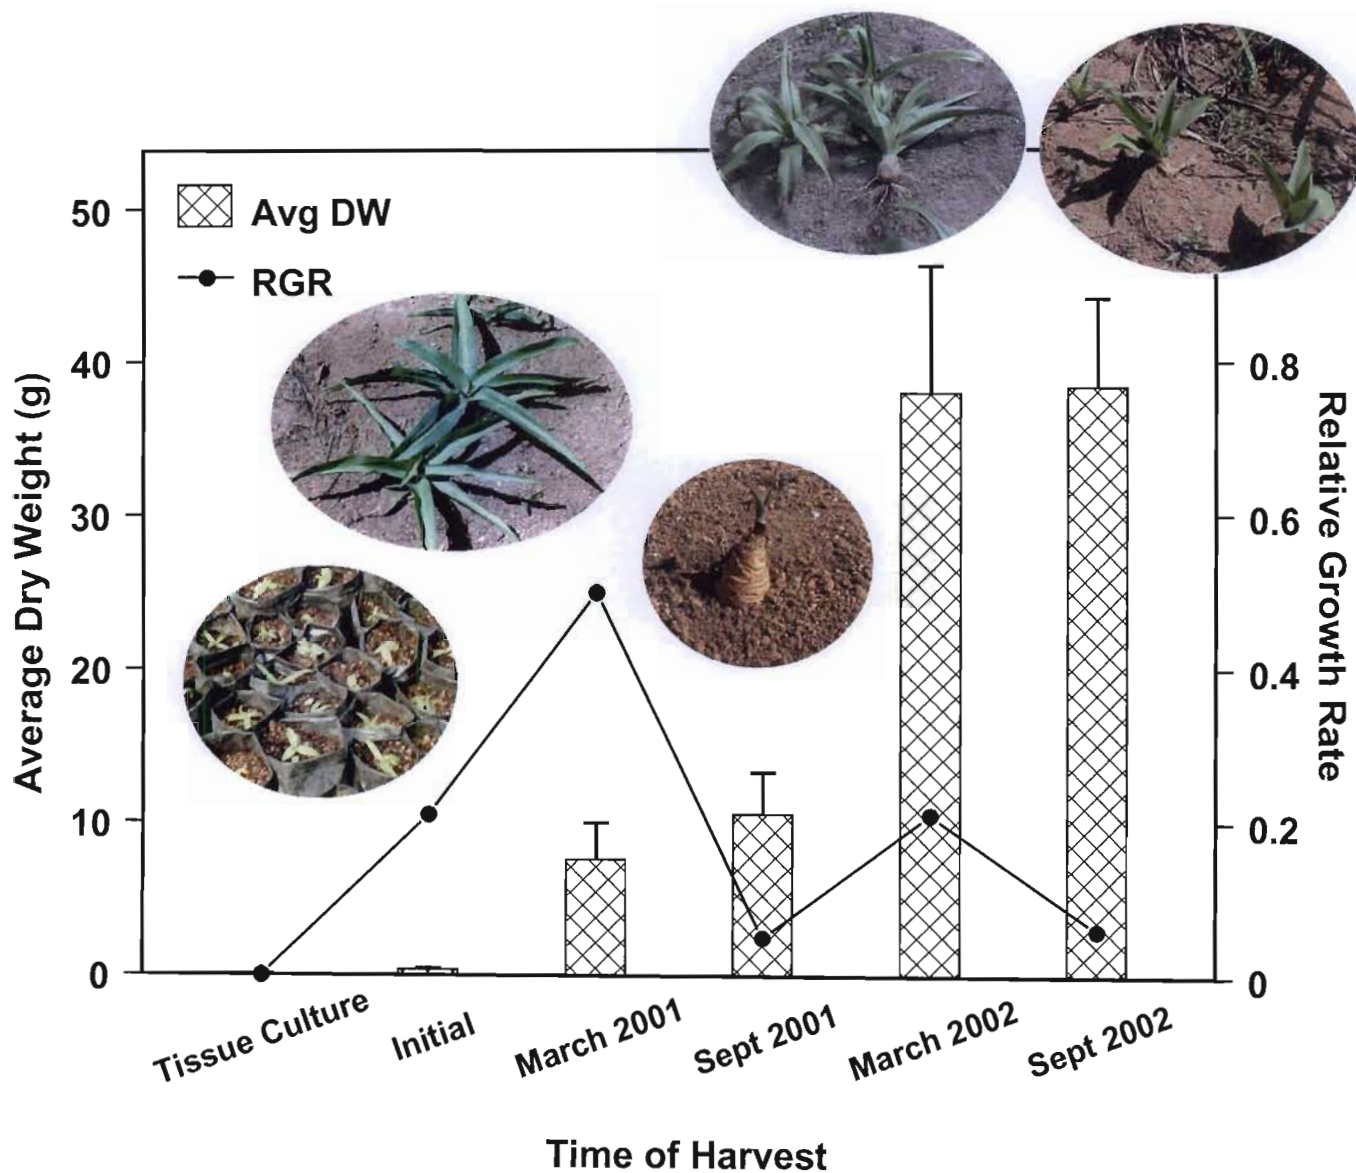 Avg DW
RGR
50
40
30
20
10
0
Average Dry Weight (g)
0.8
0.6
0.4
0.2
0
Relative Growth Rate
Tissue Culture
Initial
March 2001
Sept 2001
March 2002
Sept 2002
Time of Harvest